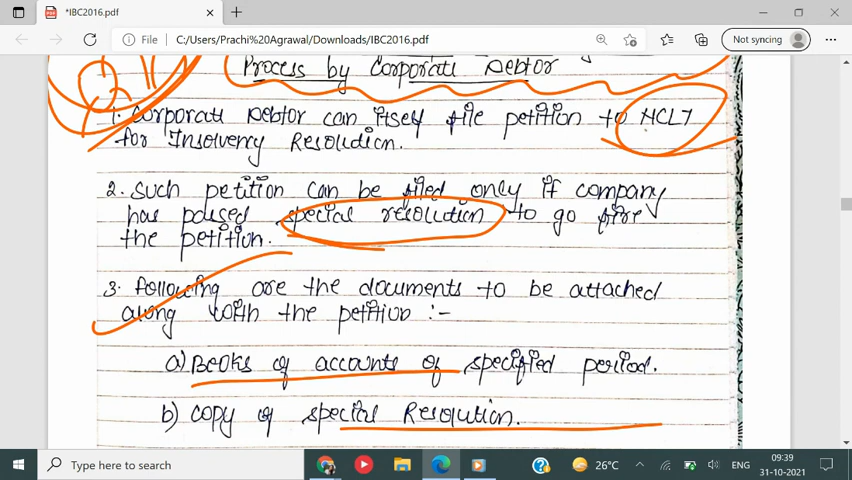 *IBC2016.pdf
File C:/Users/Prachi%20Agrawal/Downloads/IBC2016.pdf
Not syncing
Process by Corporate Debtor
1. Corporate Debtor can itself file petition to NCLT
for Insolvency Resolution.
2. Such petition can be filed only if company
has passed special resolution to go
the petition.
3. Following are the documents to be attached
along with the petition :-
a) Books of accounts of specified period.
b) Copy of special Resolution.
Type here to search
26°C
ENG
09:39
31-10-2021